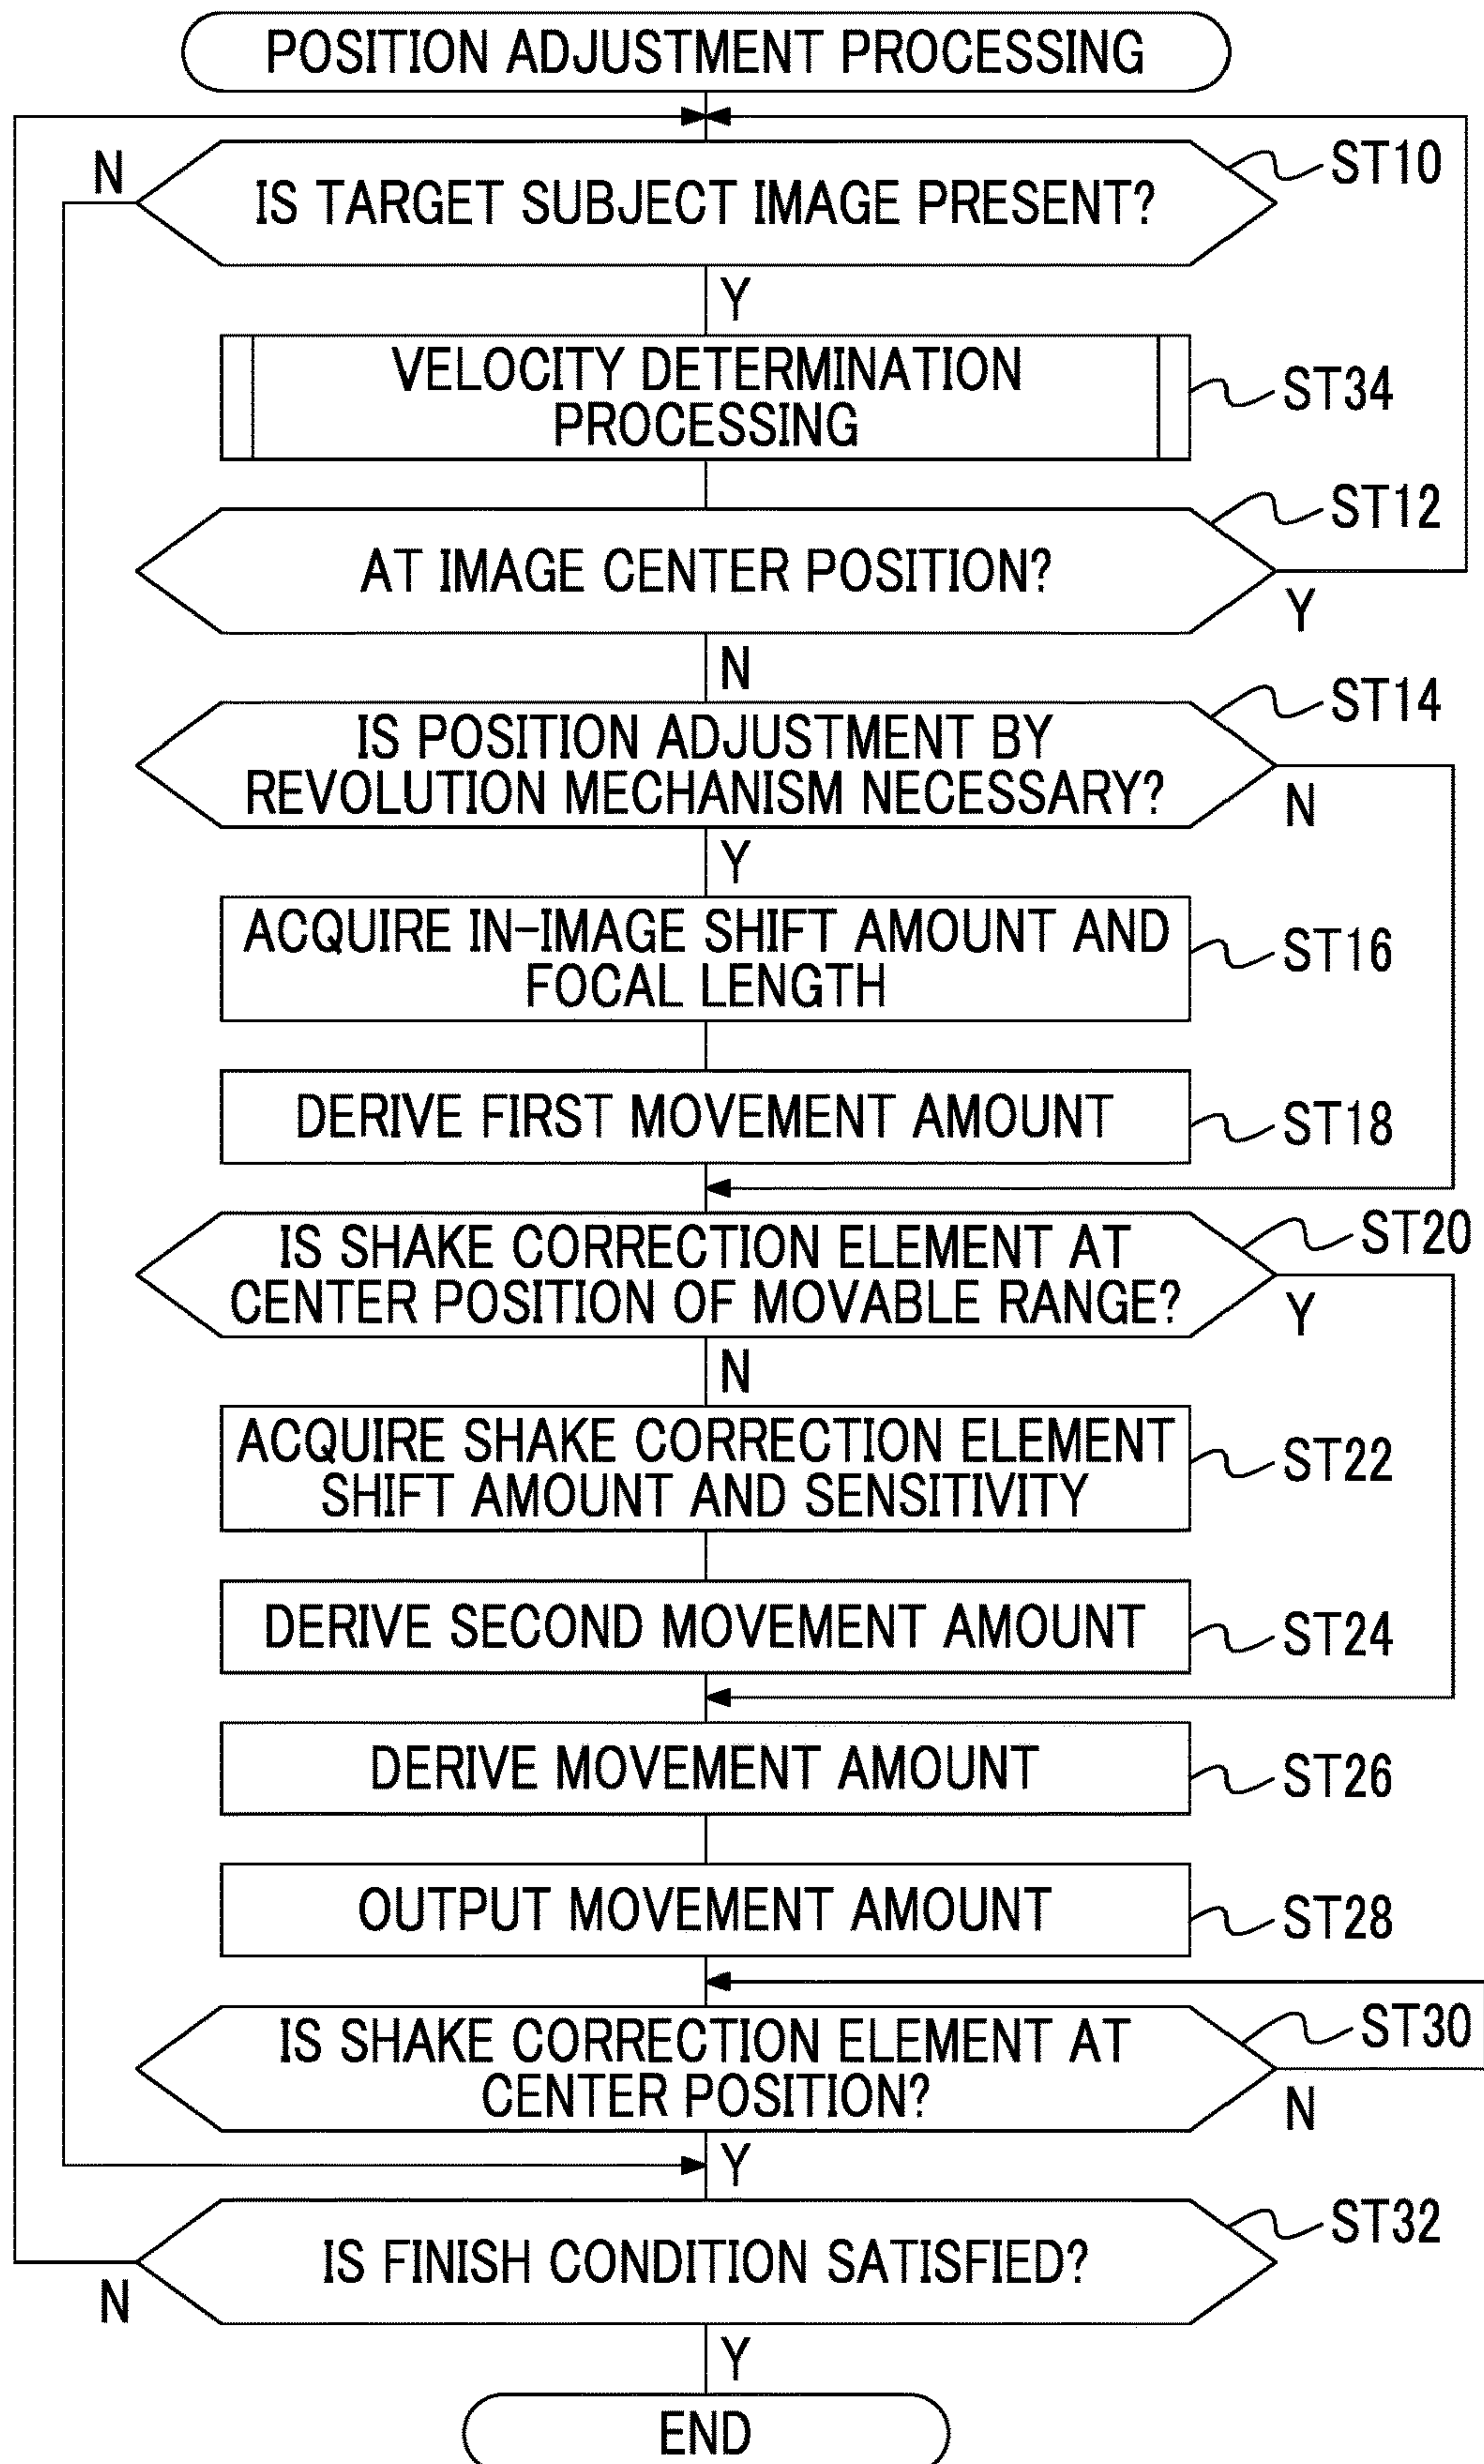 POSITION ADJUSTMENT PROCESSING
N
IS TARGET SUBJECT IMAGE PRESENT?
ST10
Y
VELOCITY DETERMINATION
PROCESSING
ST34
AT IMAGE CENTER POSITION?
ST12
Y
N
IS POSITION ADJUSTMENT BY
REVOLUTION MECHANISM NECESSARY?
ST14
N
Y
ACQUIRE IN-IMAGE SHIFT AMOUNT AND
FOCAL LENGTH
ST16
DERIVE FIRST MOVEMENT AMOUNT
ST18
IS SHAKE CORRECTION ELEMENT AT
CENTER POSITION OF MOVABLE RANGE?
ST20
Y
N
ACQUIRE SHAKE CORRECTION ELEMENT
SHIFT AMOUNT AND SENSITIVITY
ST22
DERIVE SECOND MOVEMENT AMOUNT
ST24
DERIVE MOVEMENT AMOUNT
ST26
OUTPUT MOVEMENT AMOUNT
ST28
IS SHAKE CORRECTION ELEMENT AT
CENTER POSITION?
ST30
N
Y
IS FINISH CONDITION SATISFIED?
ST32
N
Y
END